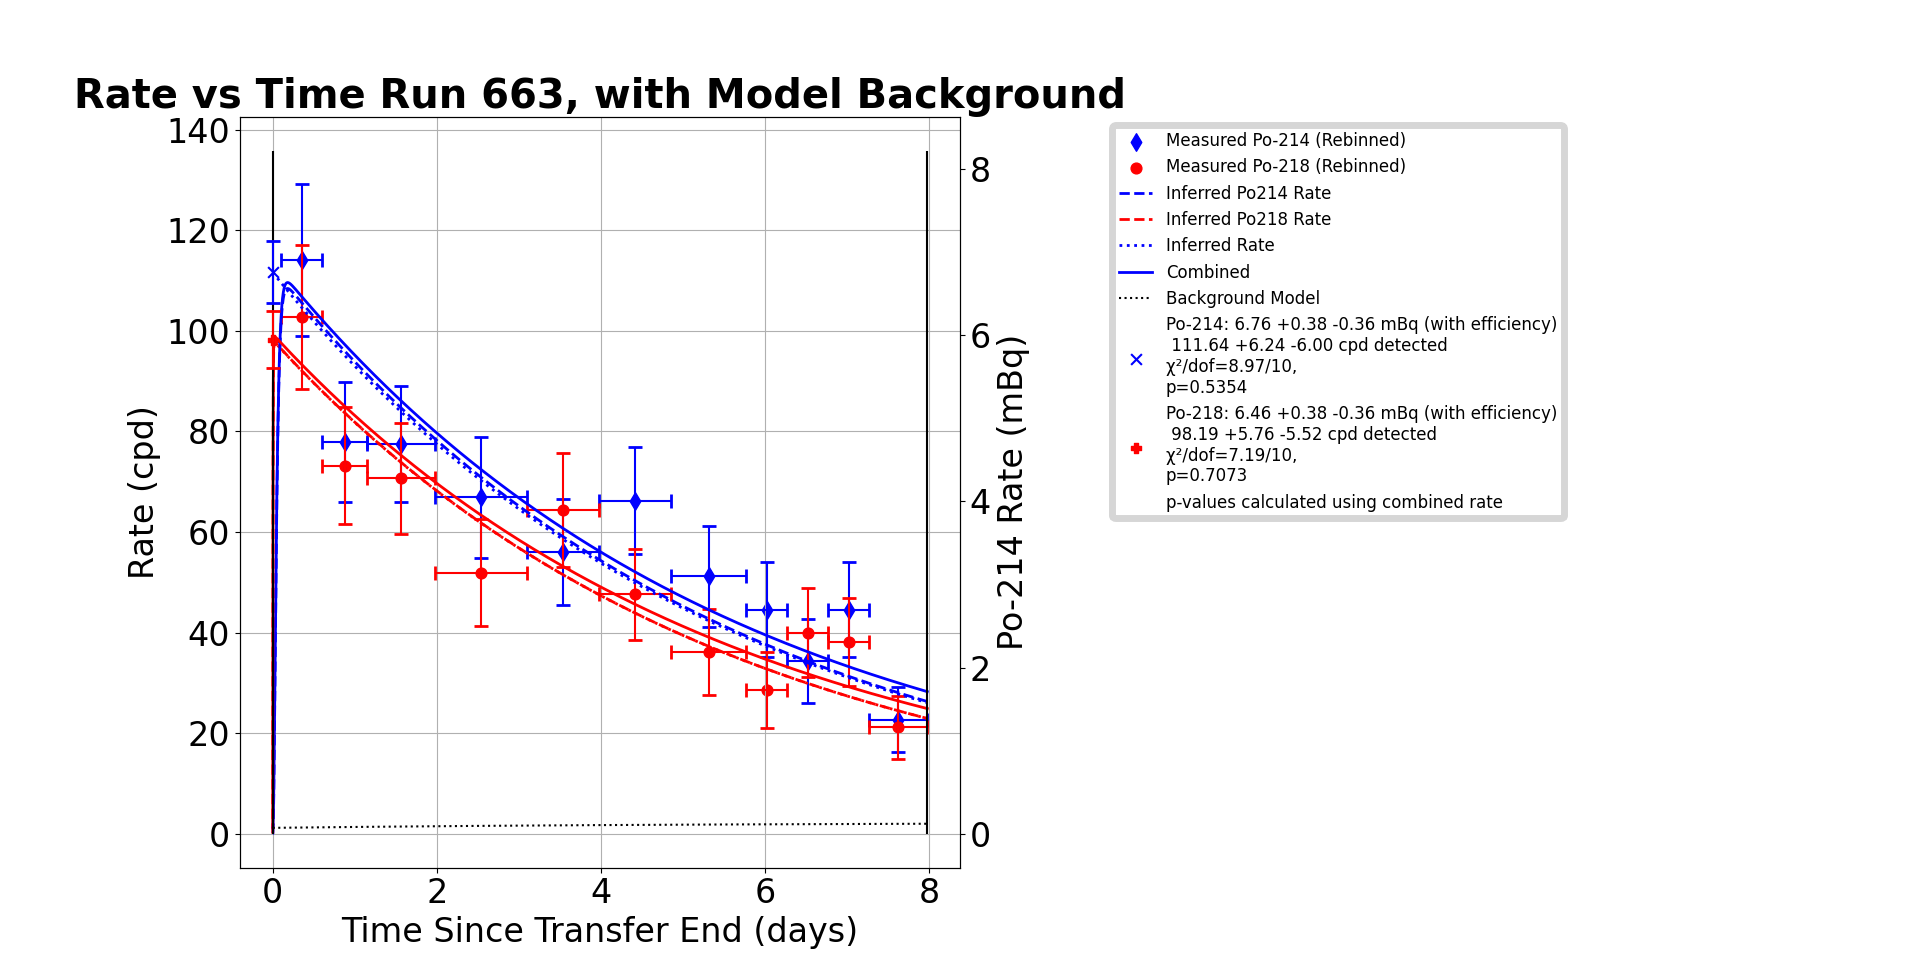 Rate vs Time Run 663, with Model Background
140
120
100
80
60
40
20
0
Rate (cpd)
0
2
4
6
8
Time Since Transfer End (days)
8
6
4
2
0
Po-214 Rate (mBq)
Measured Po-214 (Rebinned)
Measured Po-218 (Rebinned)
Inferred Po214 Rate
Inferred Po218 Rate
Inferred Rate
Combined
Background Model
Po-214: 6.76 +0.38 -0.36 mBq (with efficiency)
111.64 +6.24 -6.00 cpd detected
χ²/dof=8.97/10,
p=0.5354
Po-218: 6.46 +0.38 -0.36 mBq (with efficiency)
98.19 +5.76 -5.52 cpd detected
χ²/dof=7.19/10,
p=0.7073
p-values calculated using combined rate